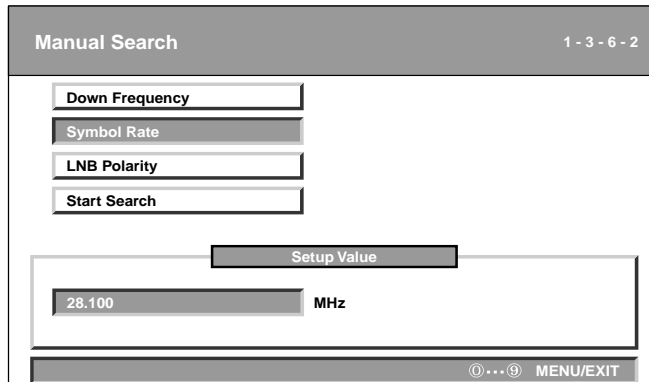 Manual Search 1 - 3 - 6 - 2
Down Frequency
Symbol Rate
LNB Polarity
Start Search
Setup Value
28.100 MHz
⓪···⑨ MENU/EXIT